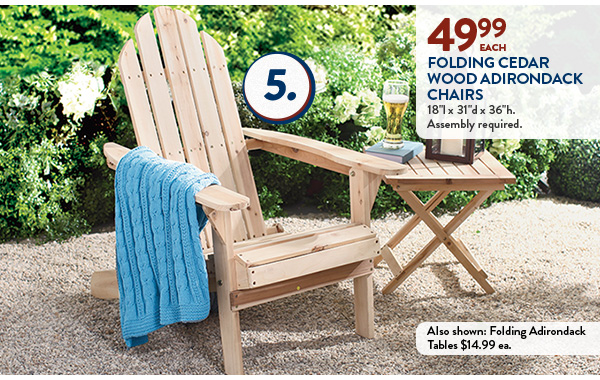 5.
49 99
EACH
FOLDING CEDAR
WOOD ADIRONDACK
CHAIRS
18"l x 31"d x 36"h.
Assembly required.
Also shown: Folding Adirondack
Tables $14.99 ea.